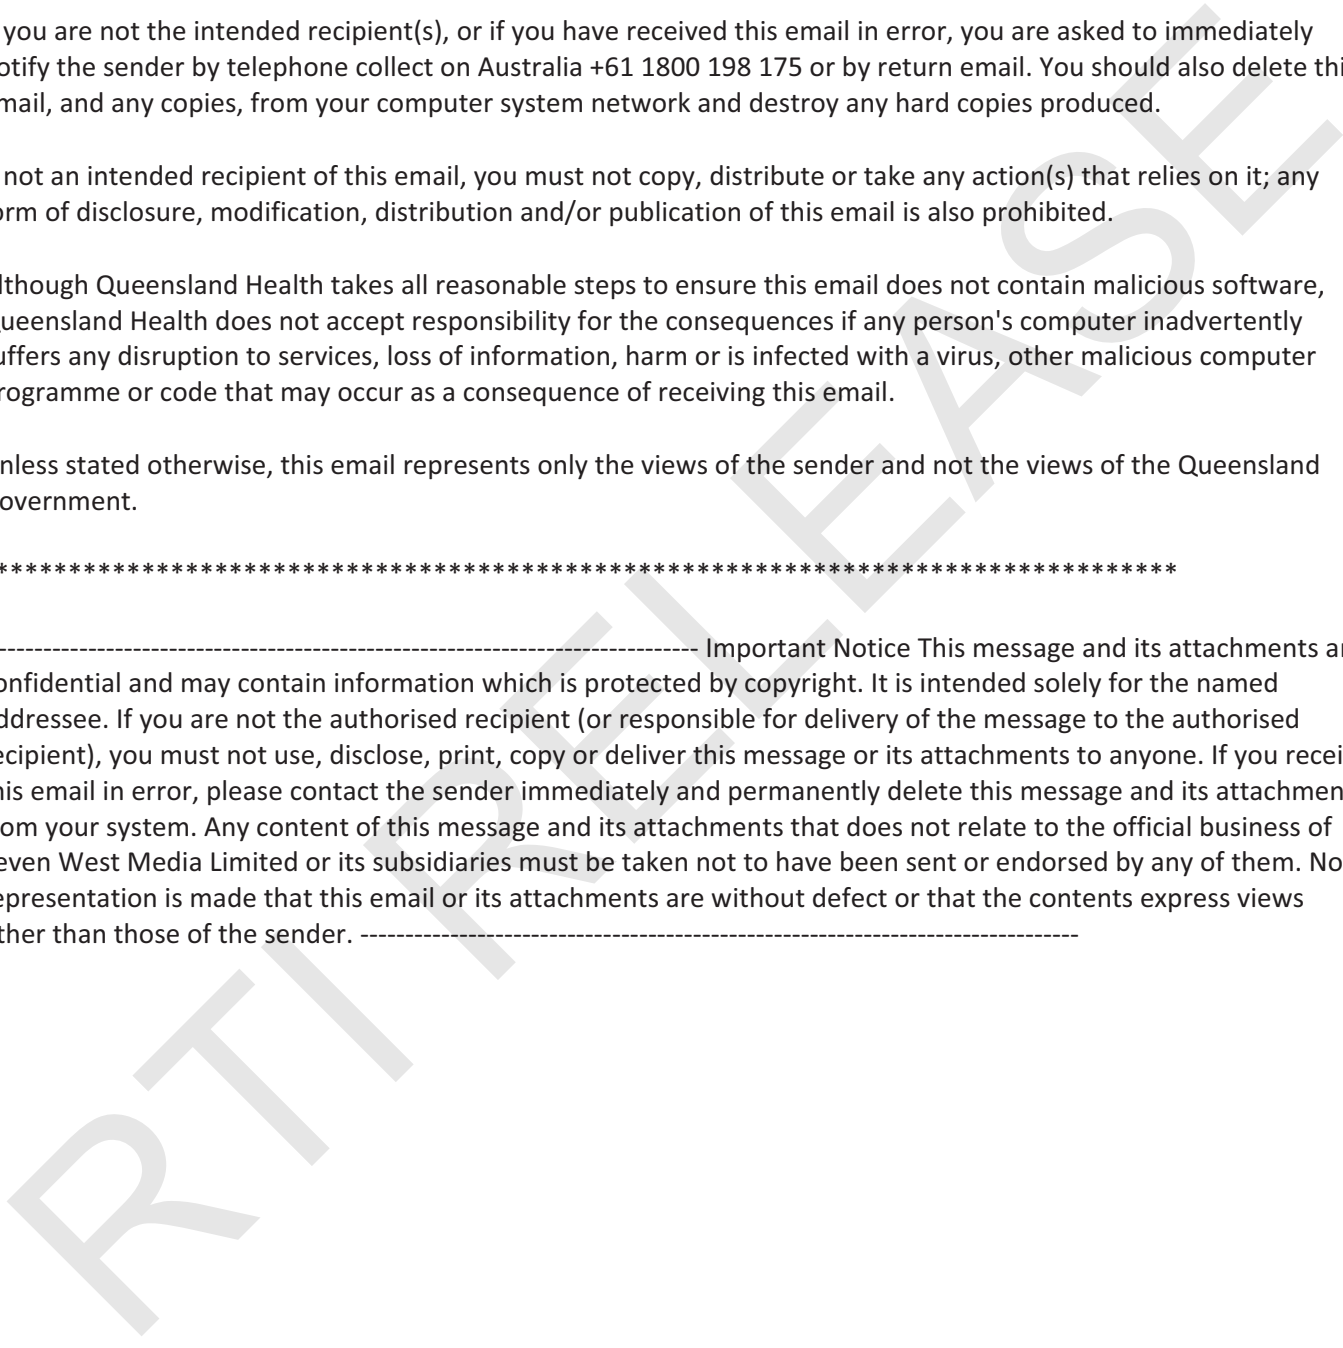 you are not the intended recipient(s), or if you have received this email in error, you are asked to immediately
otify the sender by telephone collect on Australia +61 1800 198 175 or by return email. You should also delete thi
mail, and any copies, from your computer system network and destroy any hard copies produced.
not an intended recipient of this email, you must not copy, distribute or take any action(s) that relies on it; any
orm of disclosure, modification, distribution and/or publication of this email is also prohibited.
lthough Queensland Health takes all reasonable steps to ensure this email does not contain malicious software,
ueensland Health does not accept responsibility for the consequences if any person's computer inadvertently
uffers any disruption to services, loss of information, harm or is infected with a virus, other malicious computer
rogramme or code that may occur as a consequence of receiving this email.
nless stated otherwise, this email represents only the views of the sender and not the views of the Queensland
overnment.
**********************************************************************************
------------------------------------------------------------------------------ Important Notice This message and its attachments ar
onfidential and may contain information which is protected by copyright. It is intended solely for the named
ddressee. If you are not the authorised recipient (or responsible for delivery of the message to the authorised
ecipient), you must not use, disclose, print, copy or deliver this message or its attachments to anyone. If you recei
his email in error, please contact the sender immediately and permanently delete this message and its attachmen
rom your system. Any content of this message and its attachments that does not relate to the official business of
even West Media Limited or its subsidiaries must be taken not to have been sent or endorsed by any of them. No
epresentation is made that this email or its attachments are without defect or that the contents express views
ther than those of the sender. --------------------------------------------------------------------------------
RTI RELEASE